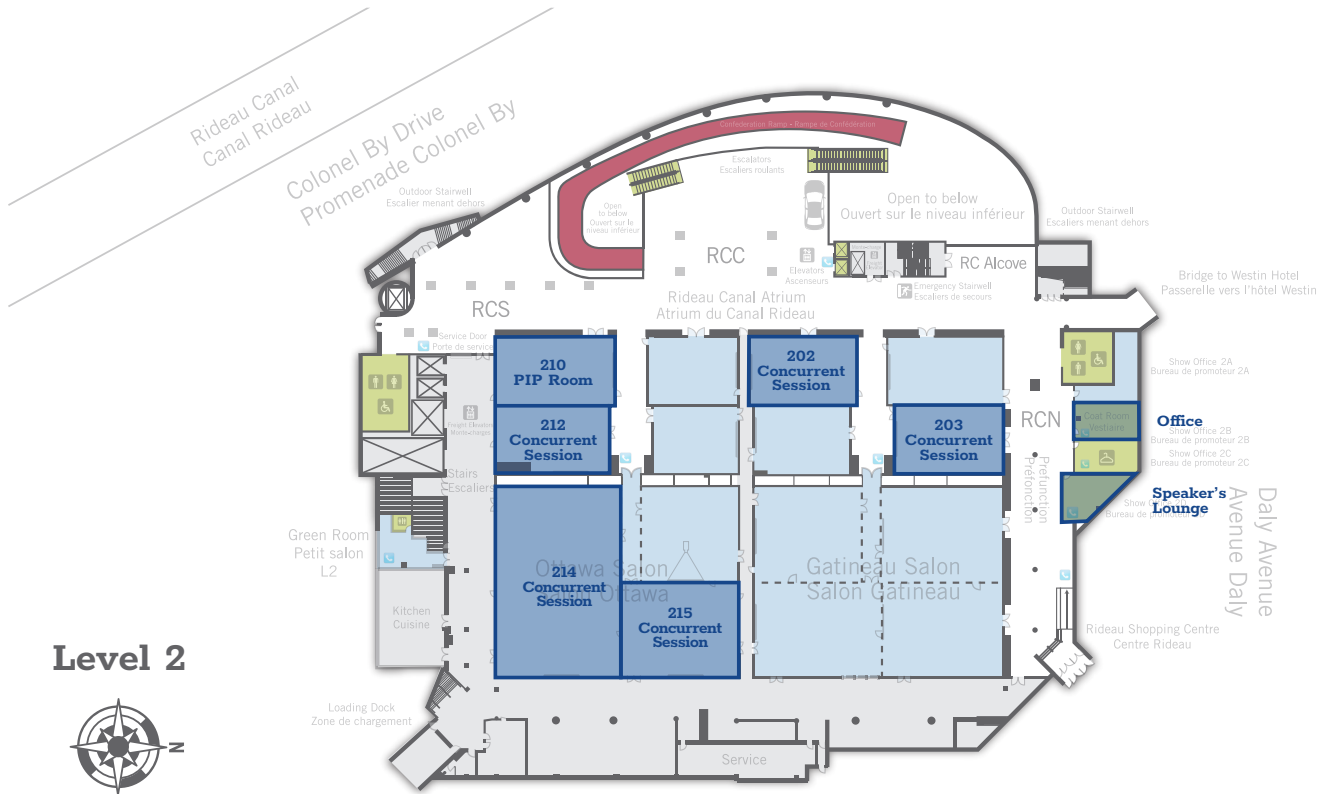 Rideau Canal
Canal Rideau
Colonel By Drive
Promenade Colonel By
Confederation Ramp • Rampe de Confédération
Escalators
Escaliers roulants
Outdoor Stairwell
Escalier menant dehors
Open
to below
Ouvert sur le
niveau inférieur
Open to below
Ouvert sur le niveau inférieur
Outdoor Stairwell
Escaliers menant dehors
RCC
RC Alcove
Elevators
Ascenseurs
Emergency Stairwell
Escaliers de secours
Bridge to Westin Hotel
Passerelle vers l'hôtel Westin
RCS
Rideau Canal Atrium
Atrium du Canal Rideau
Service Door
Porte de service
210
PIP Room
202
Concurrent
Session
Show Office 2A
Bureau de promoteur 2A
212
Concurrent
Session
203
Concurrent
Session
RCN
Coat Room
Vestiaire
Office
Show Office 2B
Bureau de promoteur 2B
Show Office 2C
Bureau de promoteur 2C
Freight Elevators
Monte-charge
Stairs
Escaliers
Prefunction
Préfonction
Speaker's
Lounge
Show Office 2D
Bureau de promoteur
Daly Avenue
Avenue Daly
Green Room
Petit salon
L2
Ottawa Salon
Salon Ottawa
214
Concurrent
Session
Gatineau Salon
Salon Gatineau
215
Concurrent
Session
Kitchen
Cuisine
Rideau Shopping Centre
Centre Rideau
Level 2
Loading Dock
Zone de chargement
N
Service